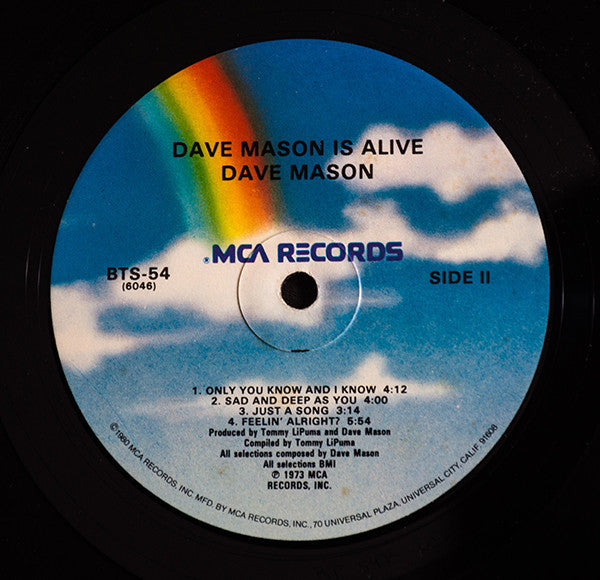 DAVE MASON IS ALIVE
DAVE MASON
®MCA RECORDS
BTS-54
(6046)
SIDE II
1. ONLY YOU KNOW AND I KNOW 4:12
2. SAD AND DEEP AS YOU 4:00
3. JUST A SONG 3:14
4. FEELIN' ALRIGHT? 5:54
Produced by Tommy LiPuma and Dave Mason
Compiled by Tommy LiPuma
All selections composed by Dave Mason
All selections BMI
℗ 1973 MCA
RECORDS, INC.
©1980 MCA RECORDS, INC. MFD. BY MCA RECORDS, INC., 70 UNIVERSAL PLAZA, UNIVERSAL CITY, CALIF. 91608